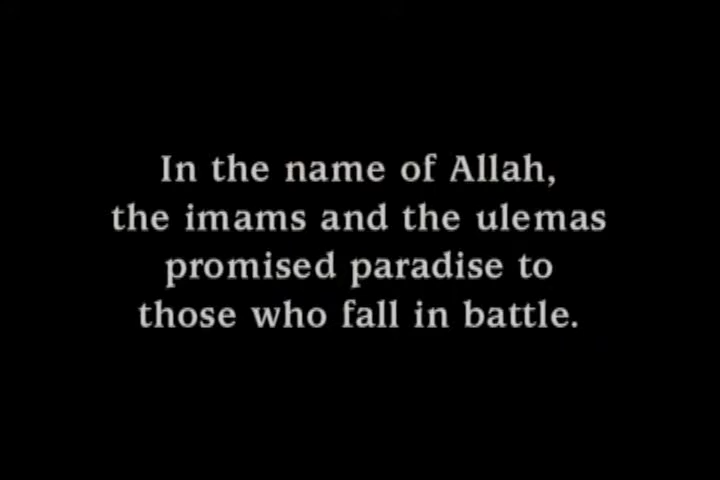 In the name of Allah,
the imams and the ulemas
promised paradise to
those who fall in battle.